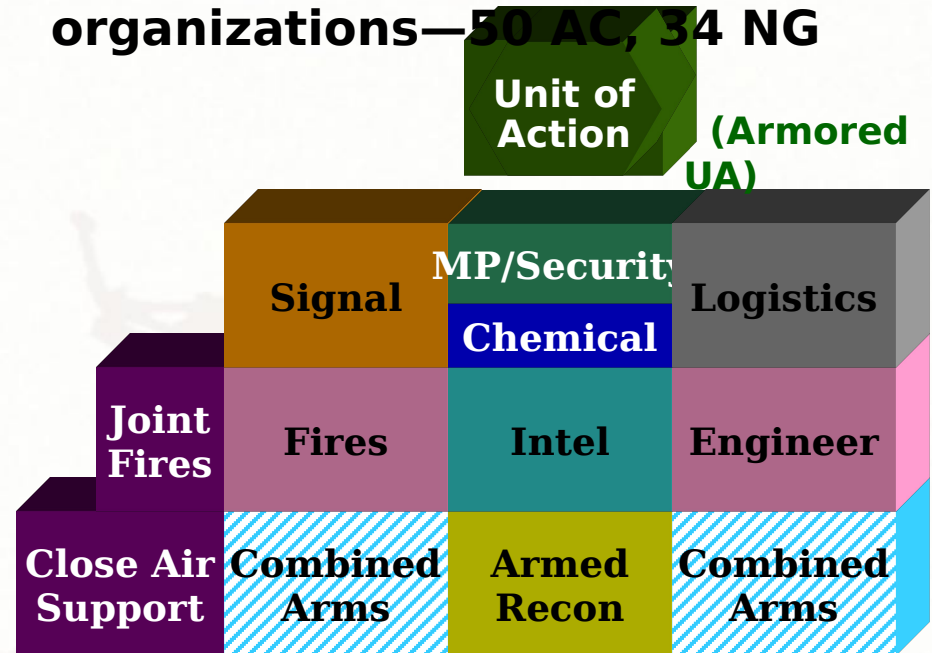 organizations—50 AC, 34 NG
Unit of
Action
(Armored
UA)
Signal
MP/Security
Chemical
Logistics
Joint
Fires
Fires
Intel
Engineer
Close Air
Support
Combined
Arms
Armed
Recon
Combined
Arms